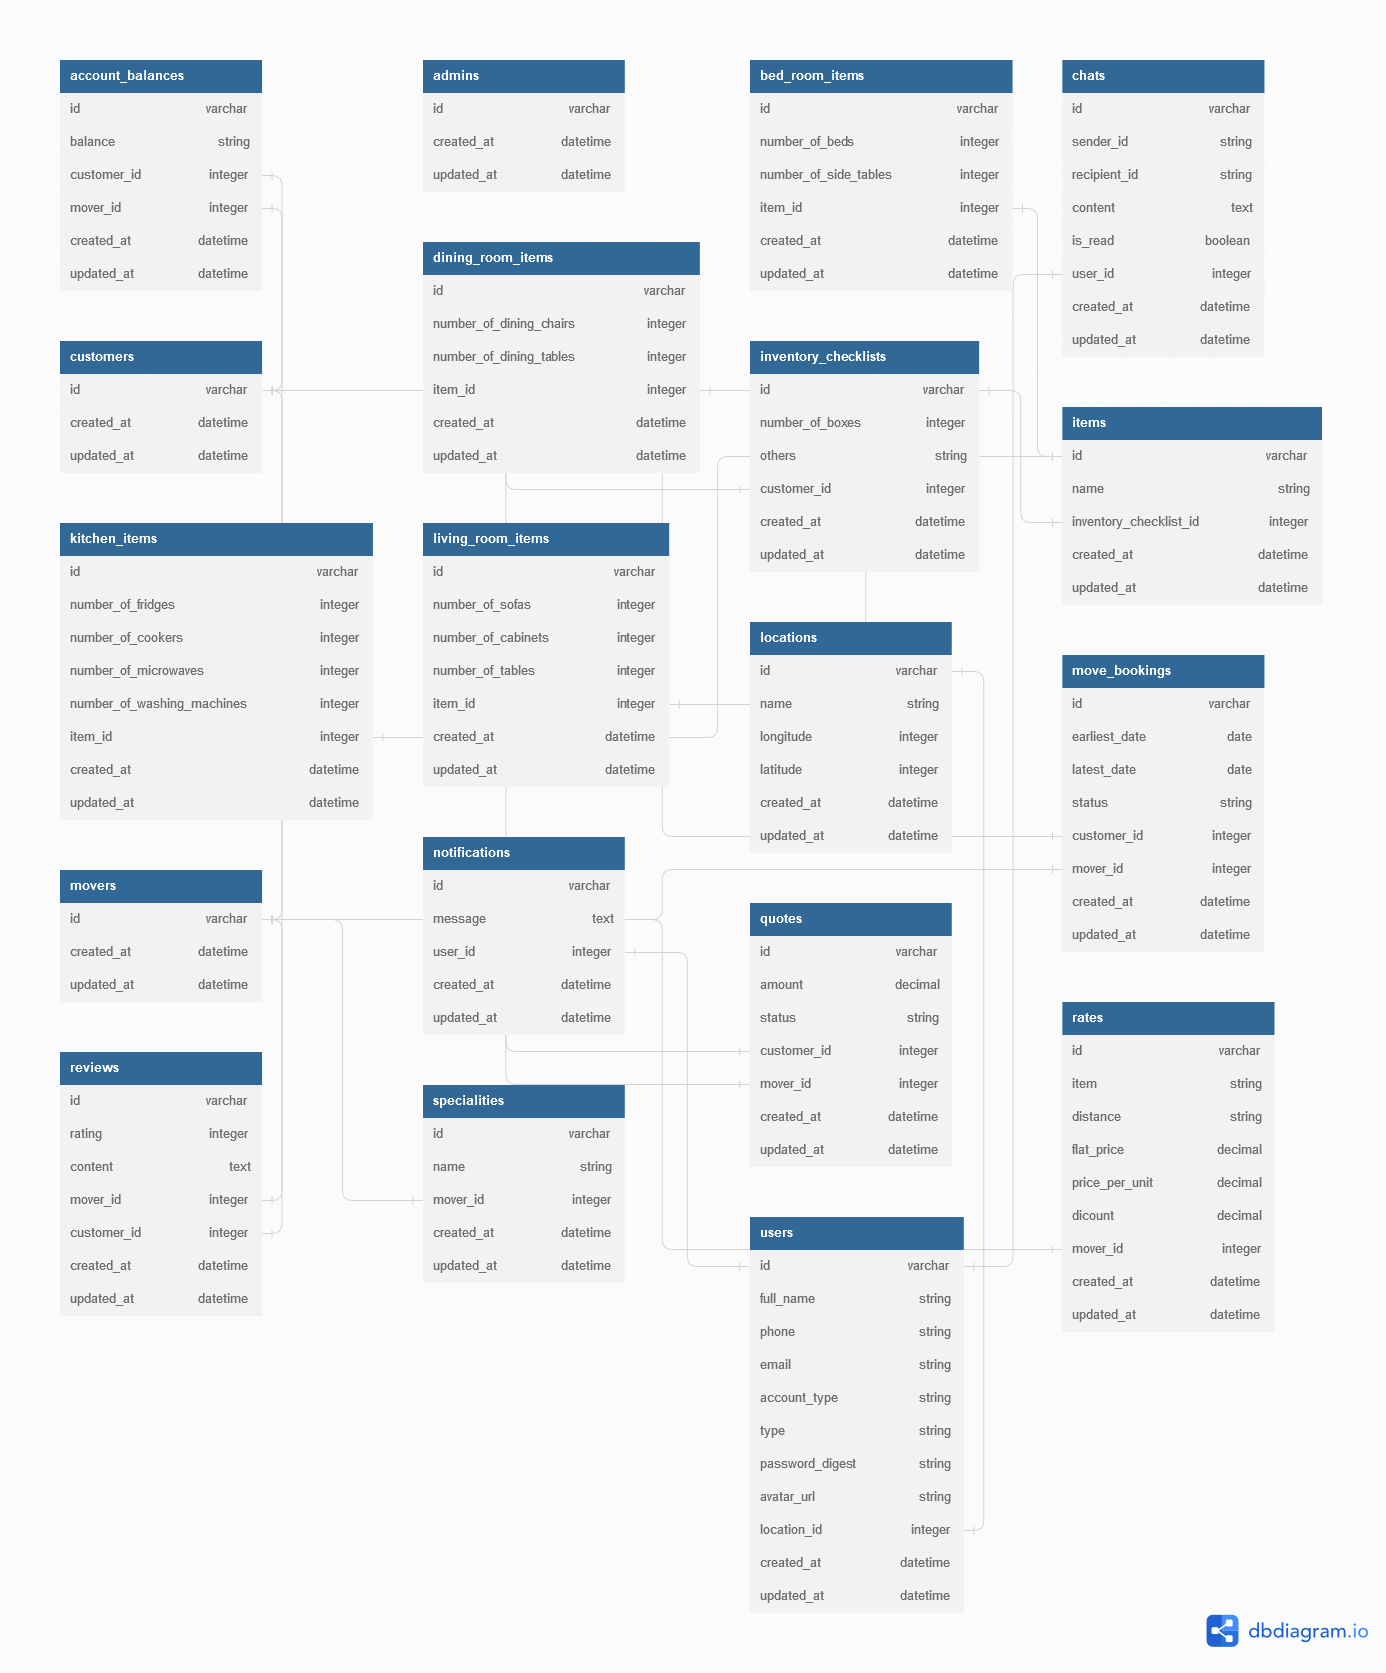 account_balances
id varchar
balance string
customer_id integer
mover_id integer
created_at datetime
updated_at datetime
customers
id varchar
created_at datetime
updated_at datetime
kitchen_items
id varchar
number_of_fridges integer
number_of_cookers integer
number_of_microwaves integer
number_of_washing_machines integer
item_id integer
created_at datetime
updated_at datetime
movers
id varchar
created_at datetime
updated_at datetime
reviews
id varchar
rating integer
content text
mover_id integer
customer_id integer
created_at datetime
updated_at datetime
admins
id varchar
created_at datetime
updated_at datetime
dining_room_items
id varchar
number_of_dining_chairs integer
number_of_dining_tables integer
item_id integer
created_at datetime
updated_at datetime
living_room_items
id varchar
number_of_sofas integer
number_of_cabinets integer
number_of_tables integer
item_id integer
created_at datetime
updated_at datetime
notifications
id varchar
message text
user_id integer
created_at datetime
updated_at datetime
specialities
id varchar
name string
mover_id integer
created_at datetime
updated_at datetime
bed_room_items
id varchar
number_of_beds integer
number_of_side_tables integer
item_id integer
created_at datetime
updated_at datetime
inventory_checklists
id varchar
number_of_boxes integer
others string
customer_id integer
created_at datetime
updated_at datetime
locations
id varchar
name string
longitude integer
latitude integer
created_at datetime
updated_at datetime
quotes
id varchar
amount decimal
status string
customer_id integer
mover_id integer
created_at datetime
updated_at datetime
users
id varchar
full_name string
phone string
email string
account_type string
type string
password_digest string
avatar_url string
location_id integer
created_at datetime
updated_at datetime
chats
id varchar
sender_id string
recipient_id string
content text
is_read boolean
user_id integer
created_at datetime
updated_at datetime
items
id varchar
name string
inventory_checklist_id integer
created_at datetime
updated_at datetime
move_bookings
id varchar
earliest_date date
latest_date date
status string
customer_id integer
mover_id integer
created_at datetime
updated_at datetime
rates
id varchar
item string
distance string
flat_price decimal
price_per_unit decimal
dicount decimal
mover_id integer
created_at datetime
updated_at datetime
dbdiagram.io